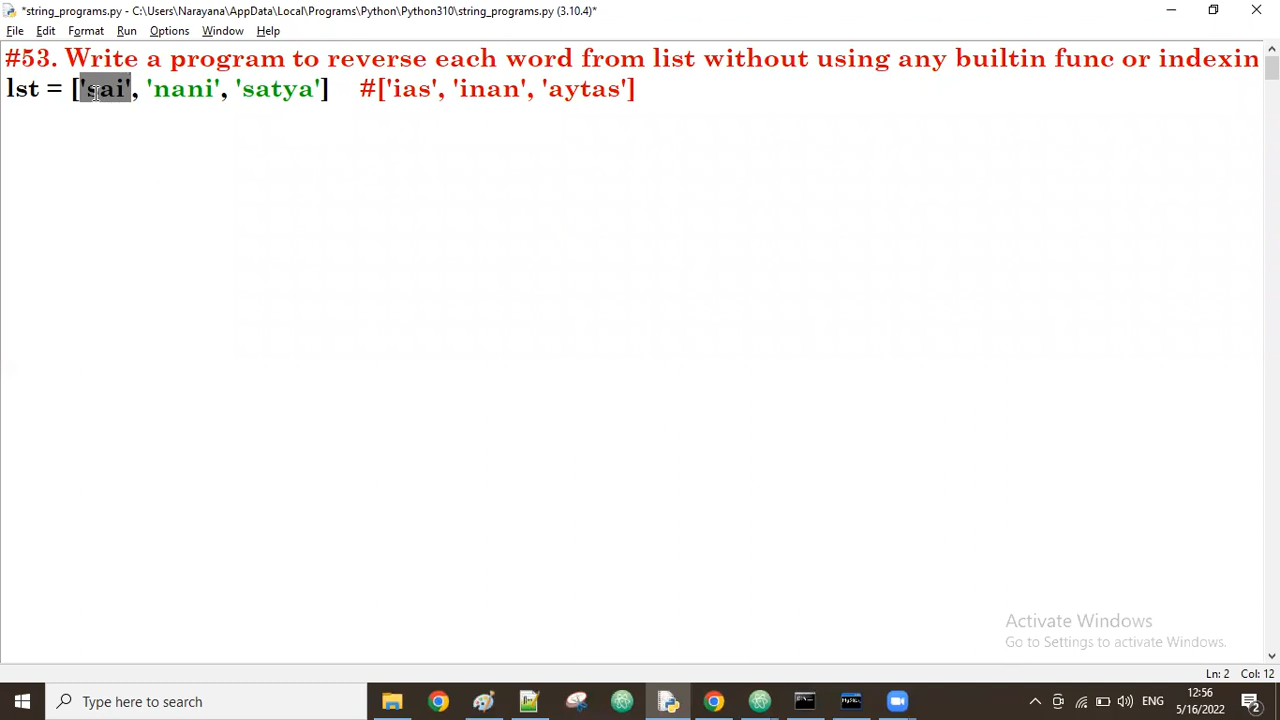 *string_programs.py - C:\Users\Narayana\AppData\Local\Programs\Python\Python310\string_programs.py (3.10.4)*
File Edit Format Run Options Window Help
#53. Write a program to reverse each word from list without using any builtin func or indexin
lst = ['sai', 'nani', 'satya'] #['ias', 'inan', 'aytas']
Activate Windows
Go to Settings to activate Windows.
Ln: 2 Col: 12
Type here to search
ENG
12:56
5/16/2022
2